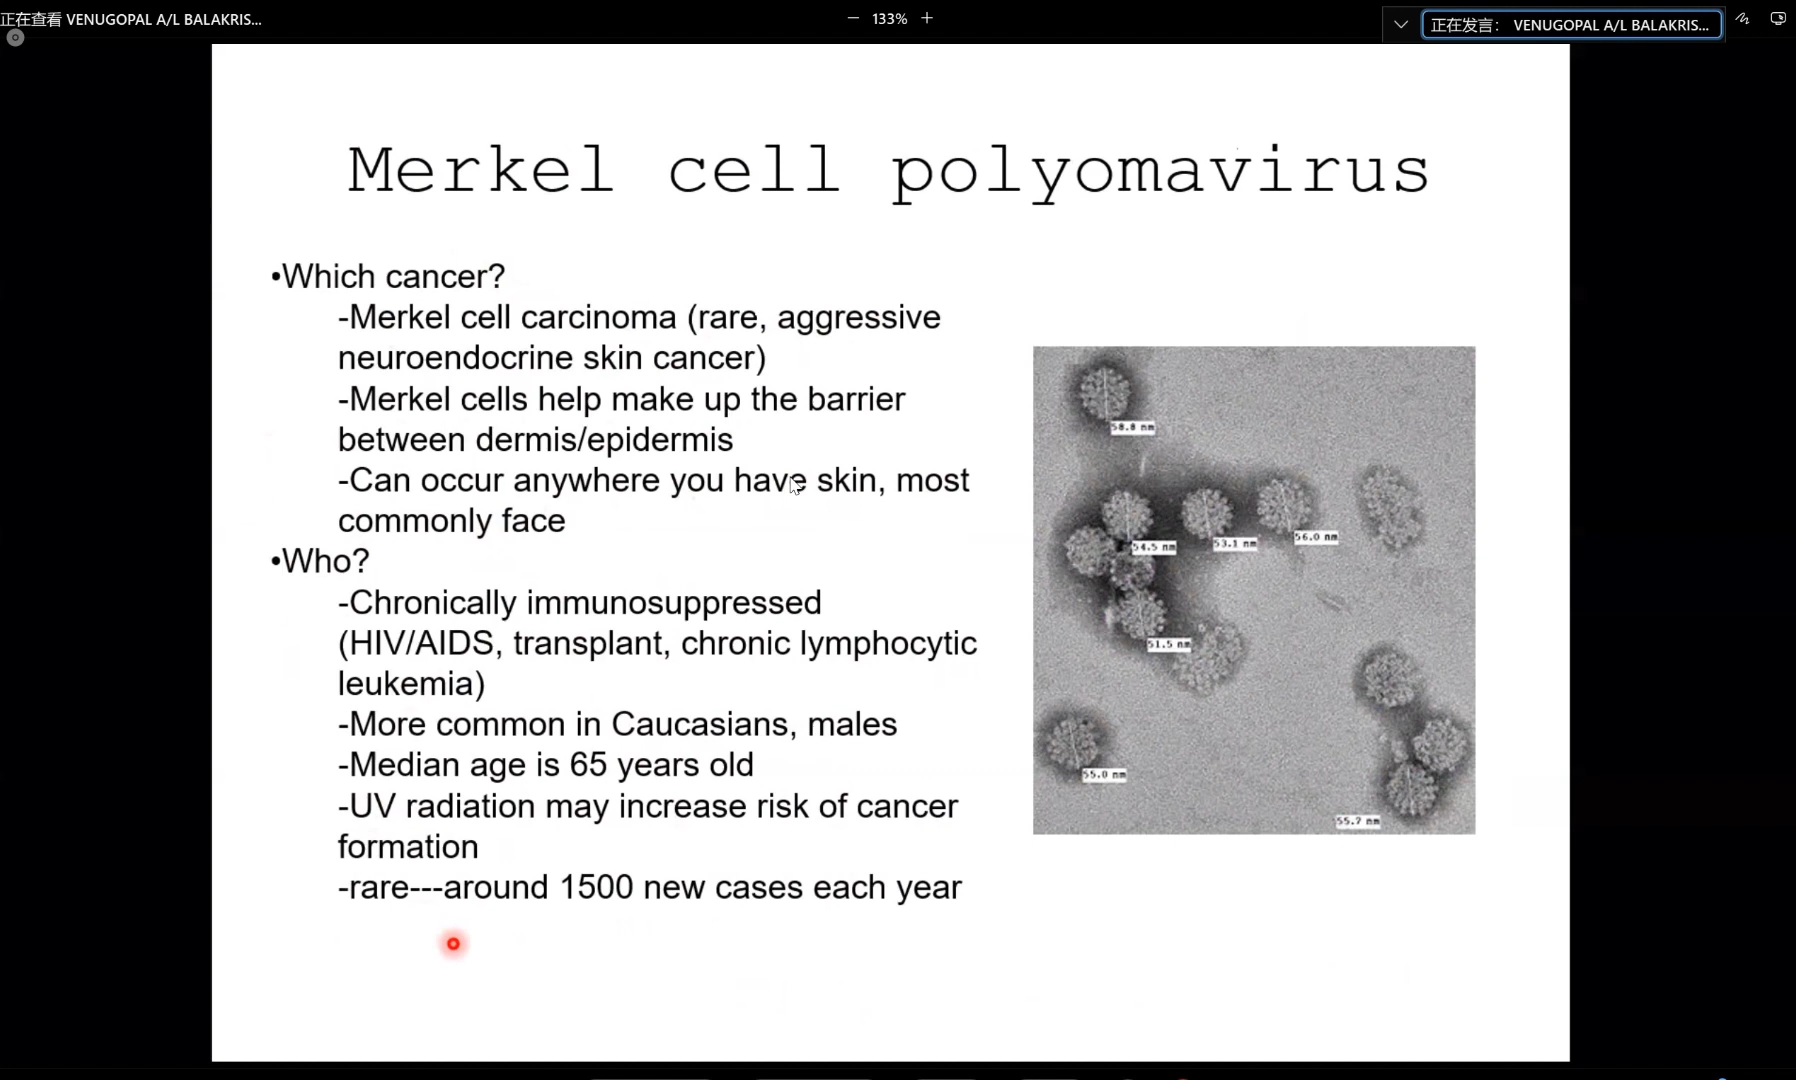 正在查看 VENUGOPAL A/L BALAKRIS...
133%
正在发言： VENUGOPAL A/L BALAKRIS...
Merkel cell polyomavirus
•Which cancer?
-Merkel cell carcinoma (rare, aggressive
neuroendocrine skin cancer)
-Merkel cells help make up the barrier
between dermis/epidermis
-Can occur anywhere you have skin, most
commonly face
•Who?
-Chronically immunosuppressed
(HIV/AIDS, transplant, chronic lymphocytic
leukemia)
-More common in Caucasians, males
-Median age is 65 years old
-UV radiation may increase risk of cancer
formation
-rare---around 1500 new cases each year
58.8 nm
54.5 nm
53.1 nm
56.0 nm
51.5 nm
55.0 nm
55.7 nm